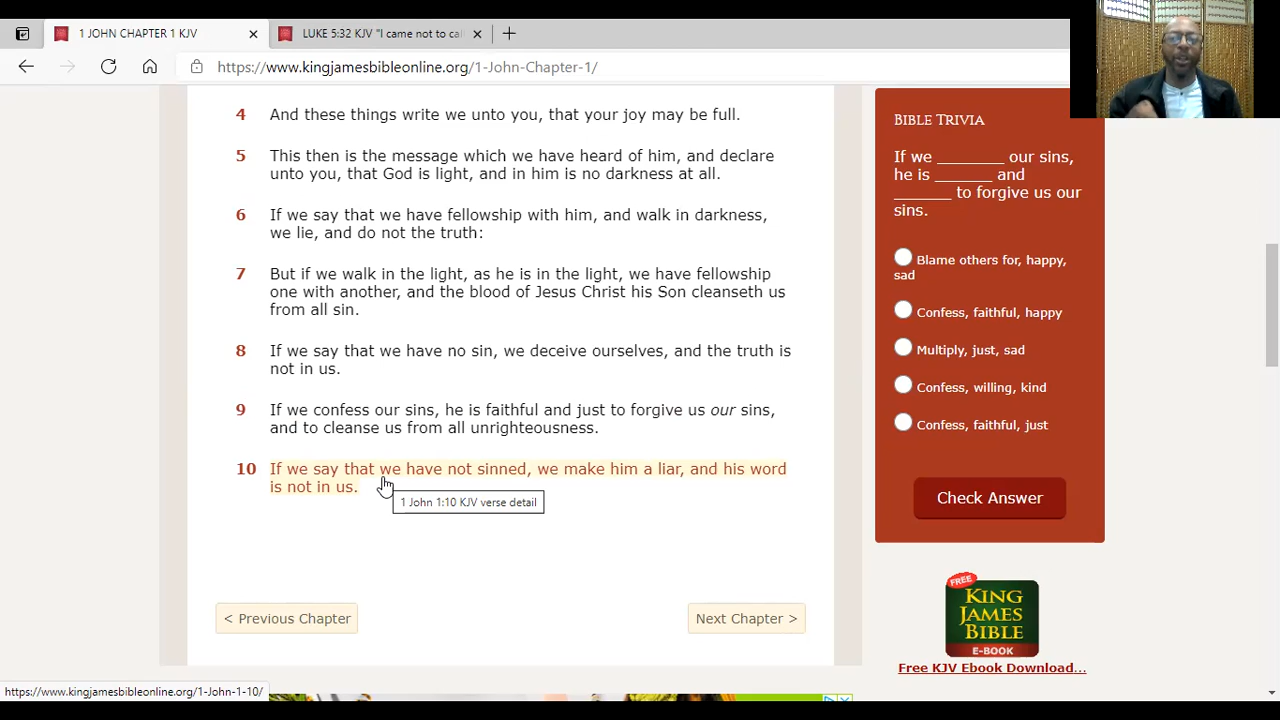 1 JOHN CHAPTER 1 KJV
LUKE 5:32 KJV "I came not to cal
https://www.kingjamesbibleonline.org/1-John-Chapter-1/
4 And these things write we unto you, that your joy may be full.
5 This then is the message which we have heard of him, and declare
unto you, that God is light, and in him is no darkness at all.
6 If we say that we have fellowship with him, and walk in darkness,
we lie, and do not the truth:
7 But if we walk in the light, as he is in the light, we have fellowship
one with another, and the blood of Jesus Christ his Son cleanseth us
from all sin.
8 If we say that we have no sin, we deceive ourselves, and the truth is
not in us.
9 If we confess our sins, he is faithful and just to forgive us our sins,
and to cleanse us from all unrighteousness.
10 If we say that we have not sinned, we make him a liar, and his word
is not in us.
1 John 1:10 KJV verse detail
< Previous Chapter
Next Chapter >
BIBLE TRIVIA
If we ________ our sins,
he is _______ and
_______ to forgive us our
sins.
Blame others for, happy,
sad
Confess, faithful, happy
Multiply, just, sad
Confess, willing, kind
Confess, faithful, just
Check Answer
FREE
KING
JAMES
BIBLE
E-BOOK
Free KJV Ebook Download...
https://www.kingjamesbibleonline.org/1-John-1-10/